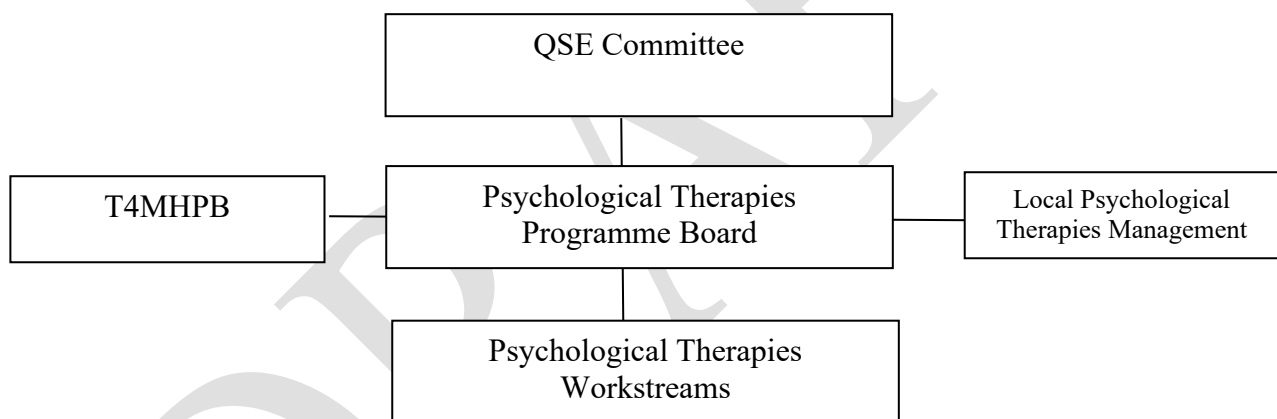 QSE Committee
T4MHPB
Psychological Therapies
Programme Board
Local Psychological
Therapies Management
Psychological Therapies
Workstreams